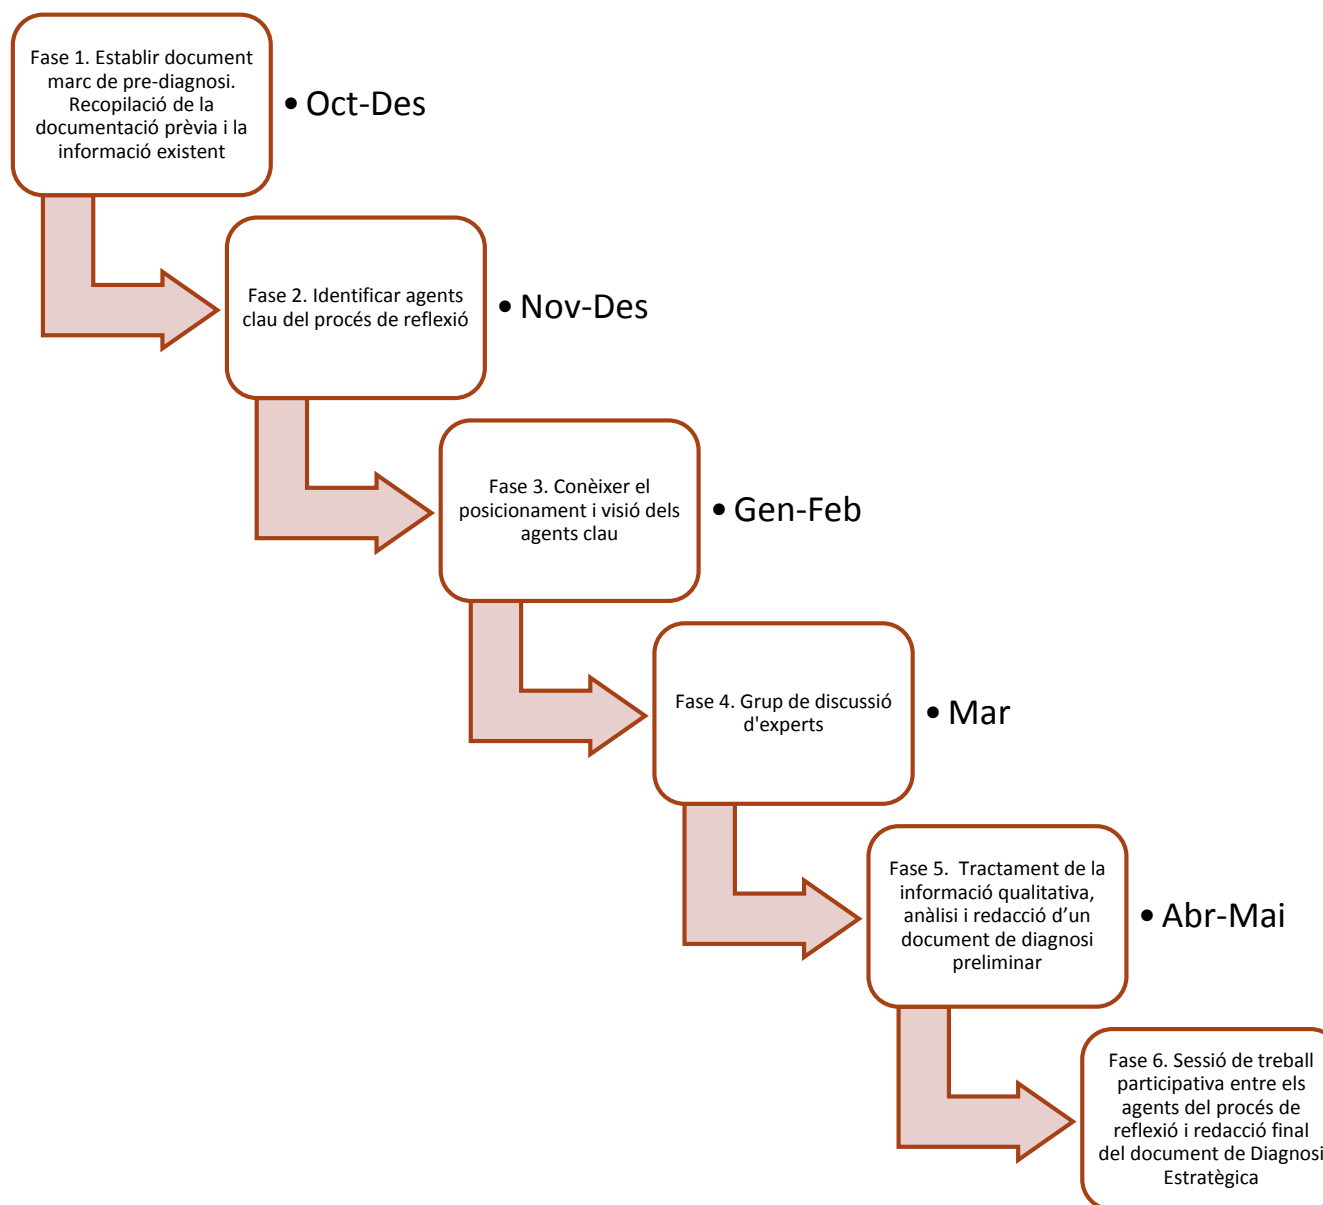 Fase 1. Establir document
marc de pre-diagnosi.
Recopilació de la
documentació prèvia i la
informació existent
• Oct-Des
Fase 2. Identificar agents
clau del procés de reflexió
• Nov-Des
Fase 3. Conèixer el
posicionament i visió dels
agents clau
• Gen-Feb
Fase 4. Grup de discussió
d'experts
• Mar
Fase 5.  Tractament de la
informació qualitativa,
anàlisi i redacció d’un
document de diagnosi
preliminar
• Abr-Mai
Fase 6. Sessió de treball
participativa entre els
agents del procés de
reflexió i redacció final
del document de Diagnosi
Estratègica